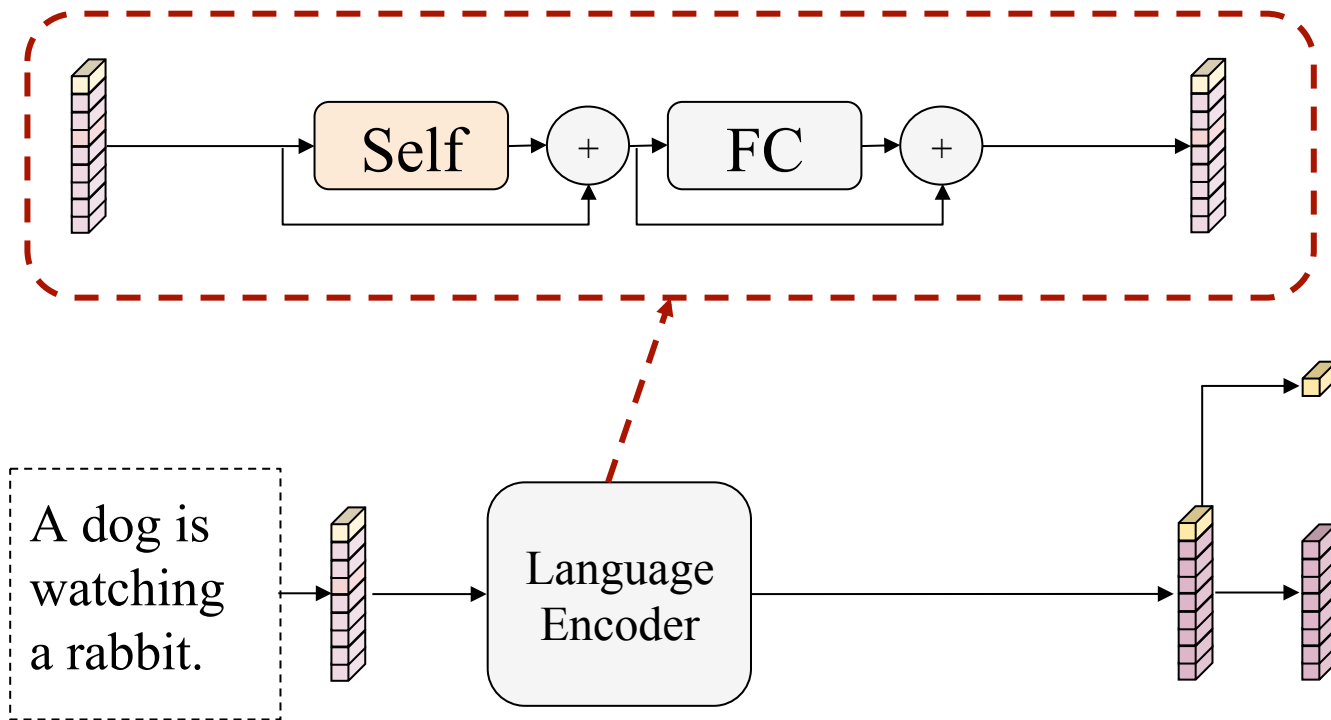 Self
+
FC
+
A dog is
watching
a rabbit.
Language
Encoder